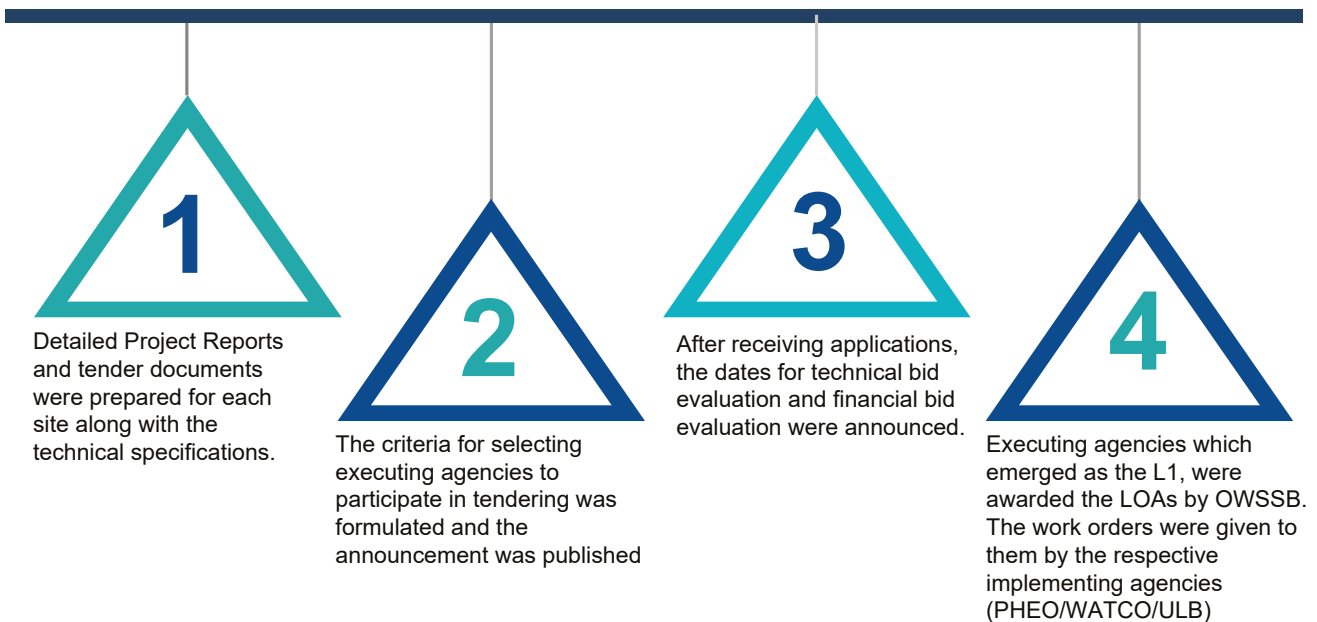 1
Detailed Project Reports
and tender documents
were prepared for each
site along with the
technical specifications.
2
The criteria for selecting
executing agencies to
participate in tendering was
formulated and the
announcement was published
3
After receiving applications,
the dates for technical bid
evaluation and financial bid
evaluation were announced.
4
Executing agencies which
emerged as the L1, were
awarded the LOAs by OWSSB.
The work orders were given to
them by the respective
implementing agencies
(PHEO/WATCO/ULB)